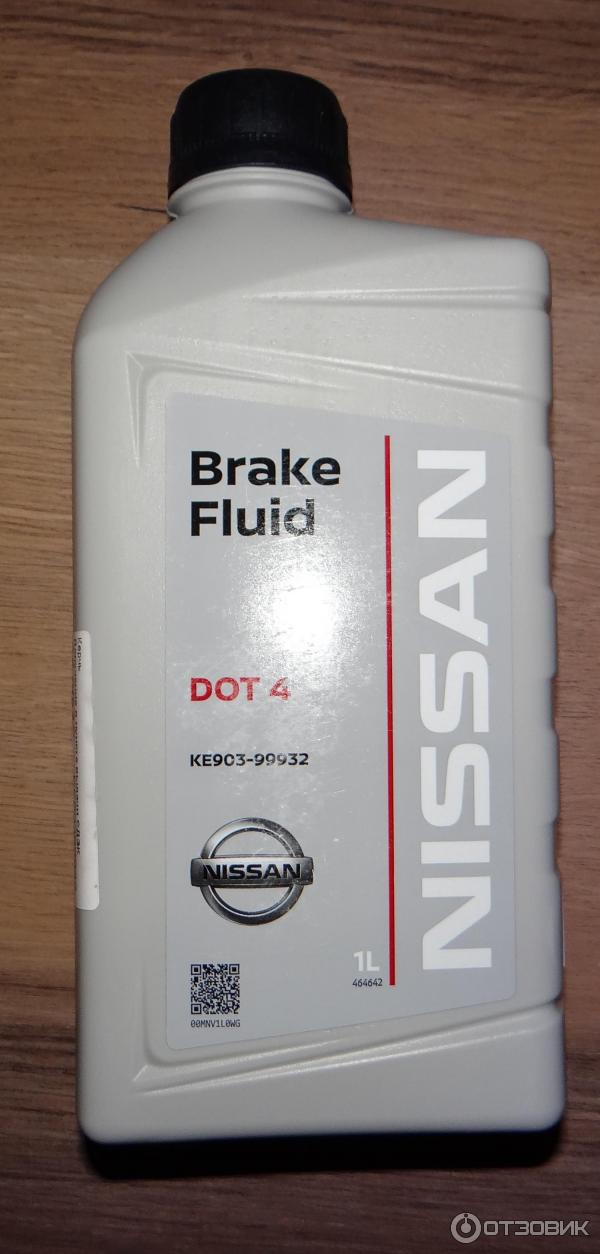 Brake
Fluid
DOT 4
KE903-99932
NISSAN
1L
464642
00MNV1L0WG
NISSAN
ОТЗОВИК